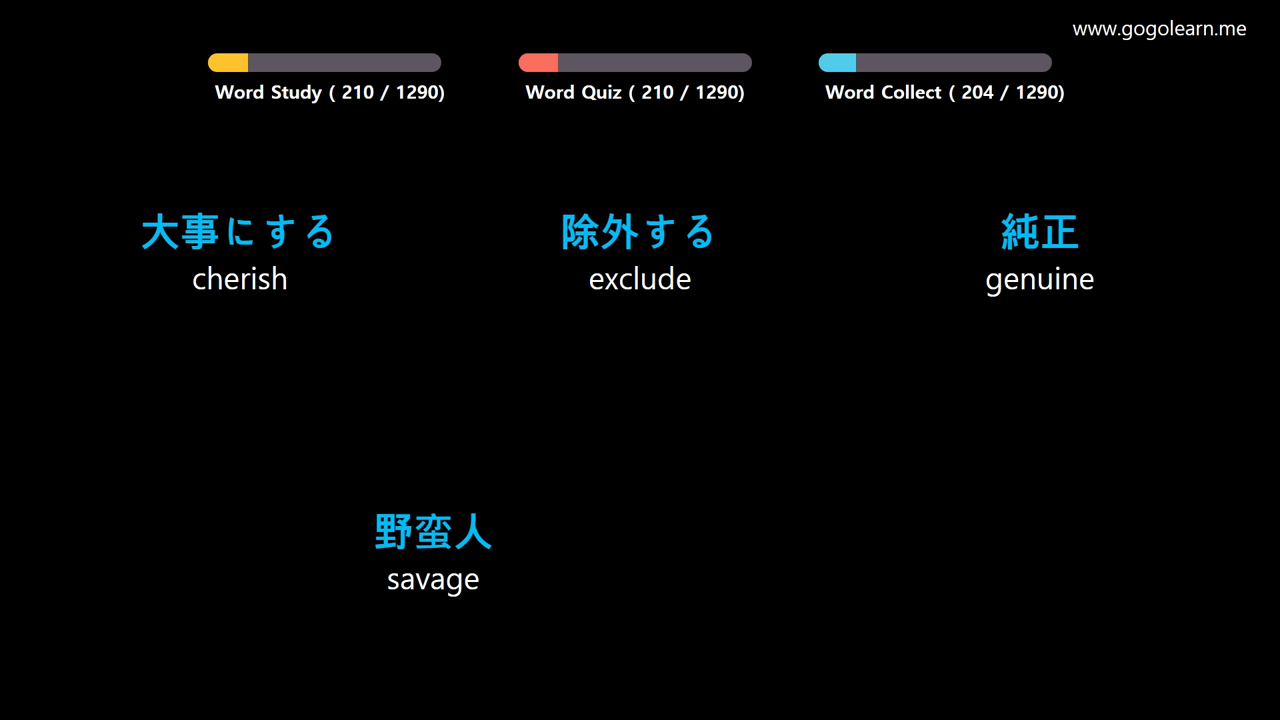 www.gogolearn.me
Word Study ( 210 / 1290)
Word Quiz ( 210 / 1290)
Word Collect ( 204 / 1290)
大事にする
cherish
除外する
exclude
純正
genuine
野蛮人
savage